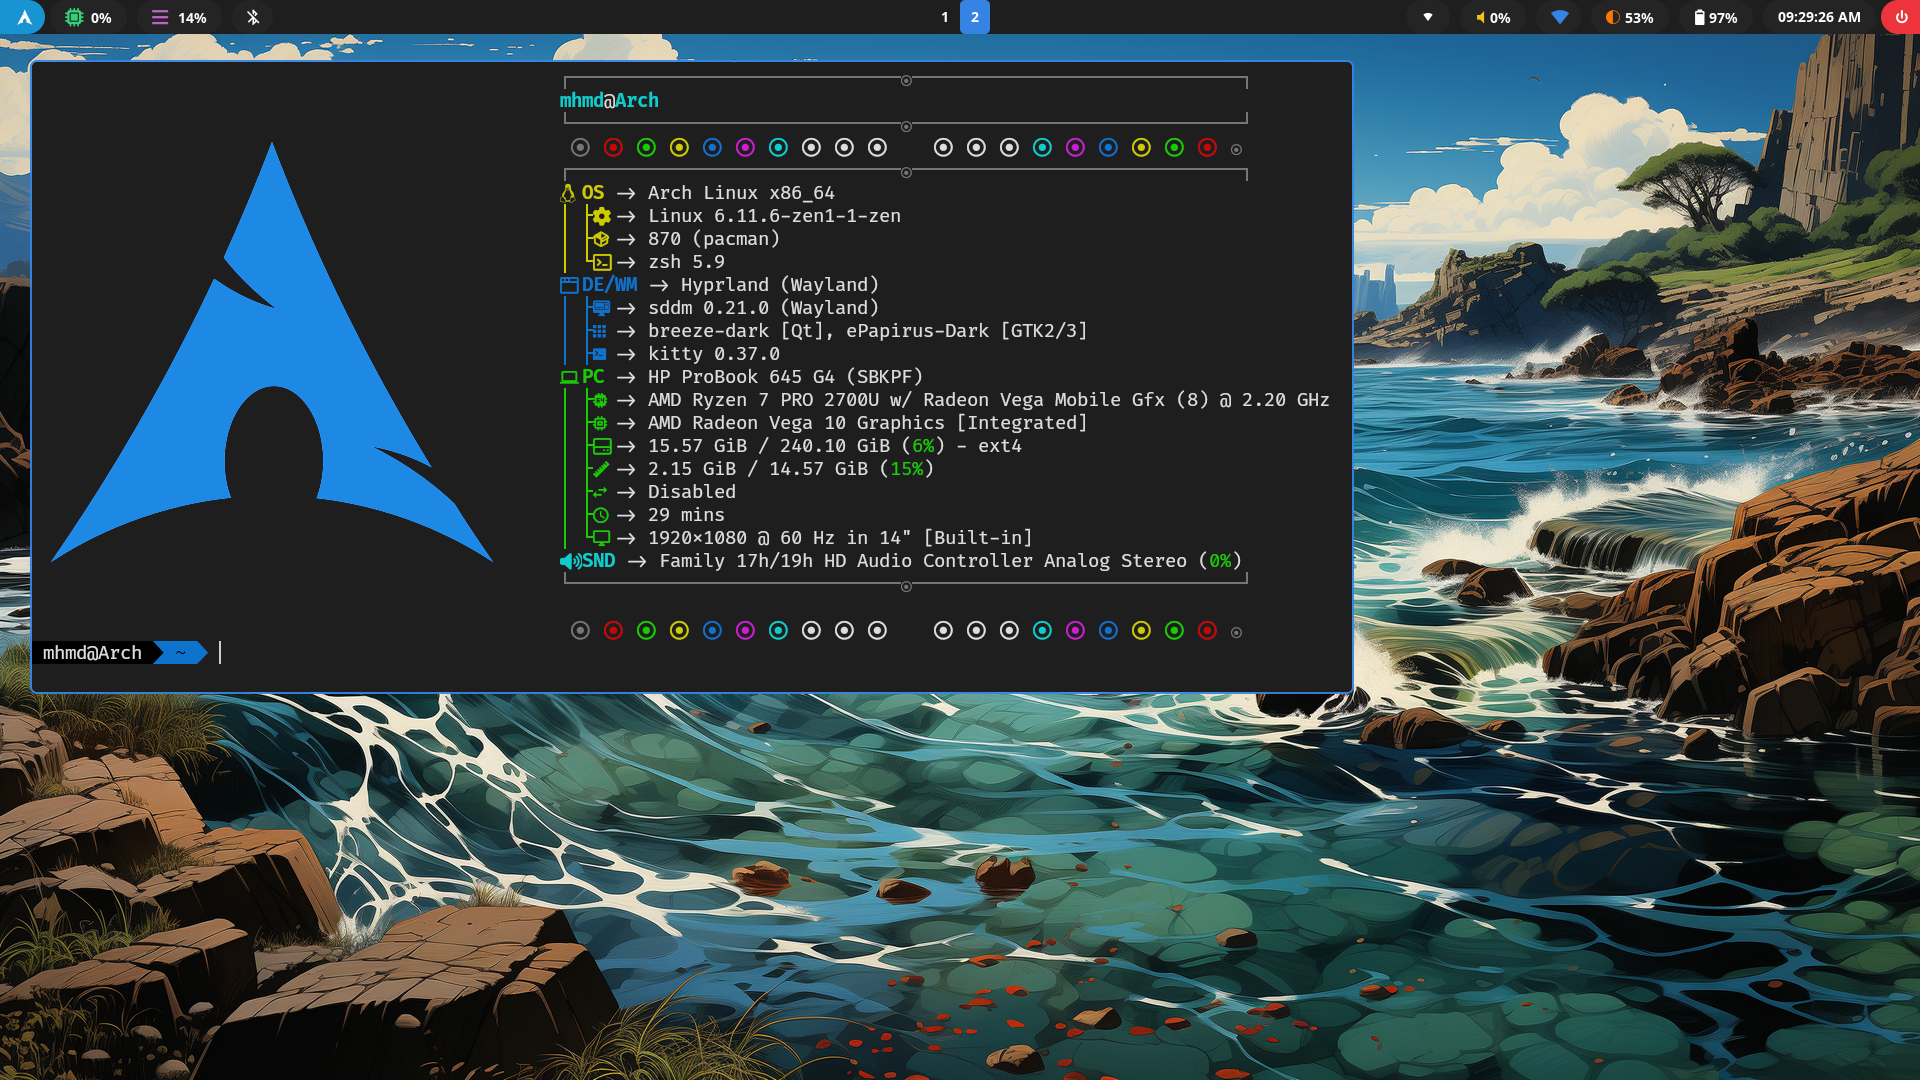 0% 14% 1 2 0% 53% 97% 09:29:26 AM
mhmd@Arch
OS → Arch Linux x86_64
→ Linux 6.11.6-zen1-1-zen
→ 870 (pacman)
→ zsh 5.9
DE/WM → Hyprland (Wayland)
→ sddm 0.21.0 (Wayland)
→ breeze-dark [Qt], ePapirus-Dark [GTK2/3]
→ kitty 0.37.0
PC → HP ProBook 645 G4 (SBKPF)
→ AMD Ryzen 7 PRO 2700U w/ Radeon Vega Mobile Gfx (8) @ 2.20 GHz
→ AMD Radeon Vega 10 Graphics [Integrated]
→ 15.57 GiB / 240.10 GiB (6%) - ext4
→ 2.15 GiB / 14.57 GiB (15%)
→ Disabled
→ 29 mins
→ 1920×1080 @ 60 Hz in 14" [Built-in]
SND → Family 17h/19h HD Audio Controller Analog Stereo (0%)
mhmd@Arch ~